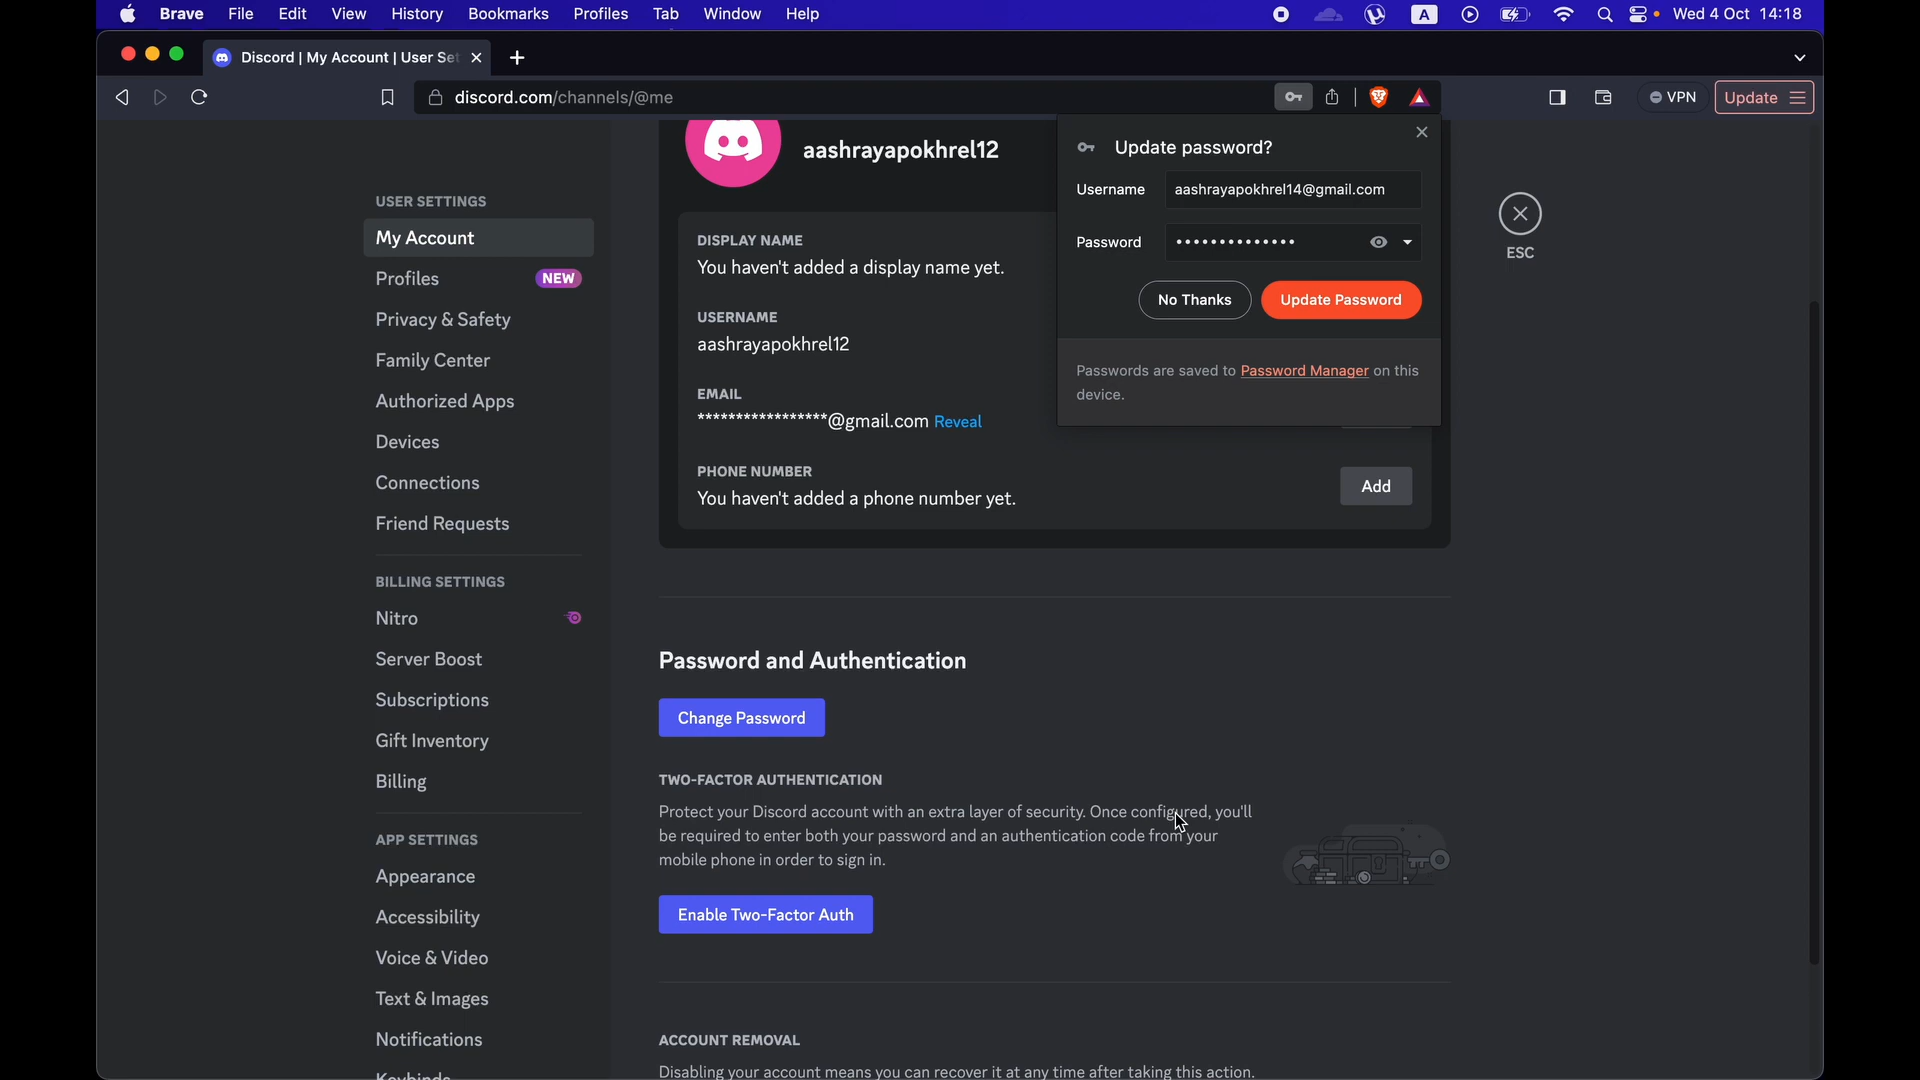 Brave File Edit View History Bookmarks Profiles Tab Window Help A Wed 4 Oct 14:18
Discord | My Account | User Set
discord.com/channels/@me VPN Update
aashrayapokhrel12
Update password?
Username aashrayapokhrel14@gmail.com
Password ••••••••••••••
No Thanks Update Password
Passwords are saved to Password Manager on this
device.
ESC
USER SETTINGS
My Account
Profiles NEW
Privacy & Safety
Family Center
Authorized Apps
Devices
Connections
Friend Requests
BILLING SETTINGS
Nitro
Server Boost
Subscriptions
Gift Inventory
Billing
APP SETTINGS
Appearance
Accessibility
Voice & Video
Text & Images
Notifications
Keybinds
DISPLAY NAME
You haven't added a display name yet.
USERNAME
aashrayapokhrel12
EMAIL
*****************@gmail.com Reveal
PHONE NUMBER
You haven't added a phone number yet.
Add
Password and Authentication
Change Password
TWO-FACTOR AUTHENTICATION
Protect your Discord account with an extra layer of security. Once configured, you'll
be required to enter both your password and an authentication code from your
mobile phone in order to sign in.
Enable Two-Factor Auth
ACCOUNT REMOVAL
Disabling your account means you can recover it at any time after taking this action.